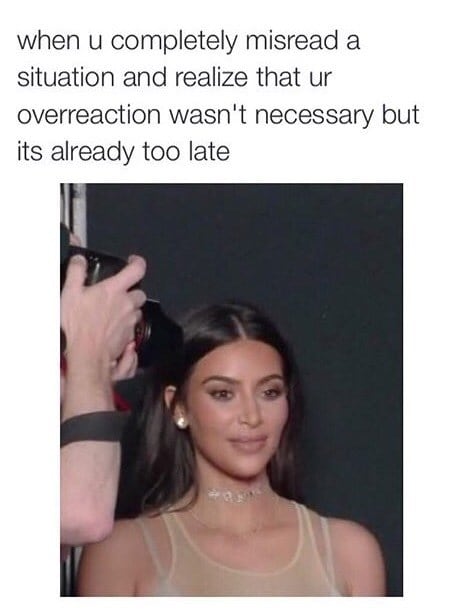 when u completely misread a
situation and realize that ur
overreaction wasn't necessary but
its already too late